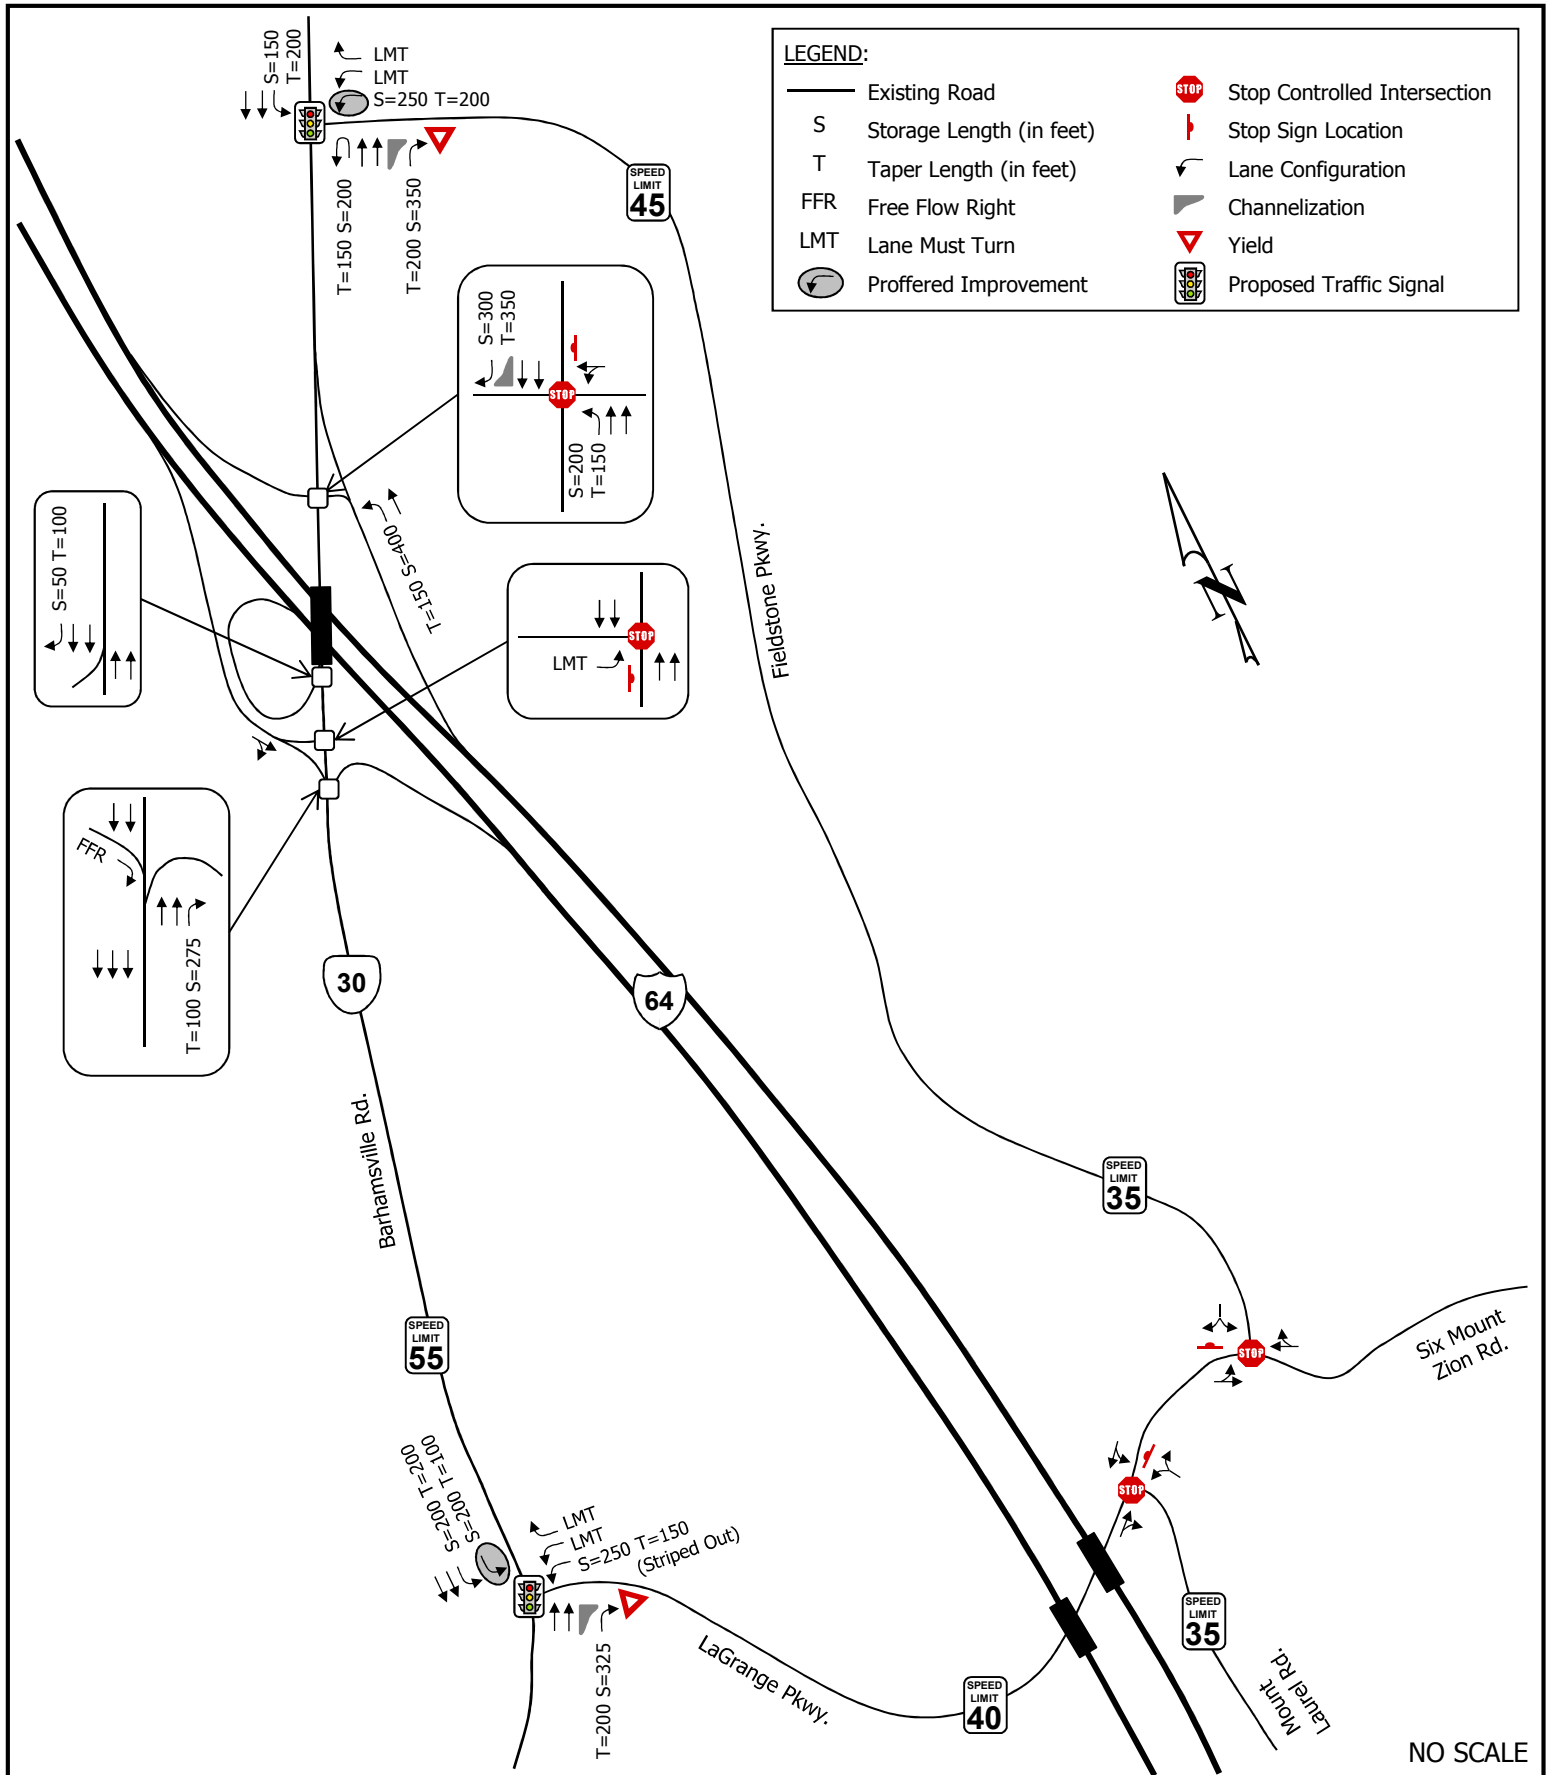 S=150
T=200
LMT
LMT
S=250 T=200
T=150 S=200
T=200 S=350
LEGEND:
Existing Road
S
Storage Length (in feet)
T
Taper Length (in feet)
FFR
Free Flow Right
LMT
Lane Must Turn
Proffered Improvement
STOP
Stop Controlled Intersection
Stop Sign Location
Lane Configuration
Channelization
Yield
Proposed Traffic Signal
SPEED
LIMIT
45
S=300
T=350
STOP
S=200
T=150
T=150 S=400
S=50 T=100
STOP
LMT
Fieldstone Pkwy.
N
FFR
T=100 S=275
30
64
Barhamsville Rd.
SPEED
LIMIT
35
SPEED
LIMIT
55
STOP
Six Mount
Zion Rd.
STOP
S=200 T=200
S=200 T=100
LMT
LMT
S=250 T=150
(Striped Out)
T=200 S=325
LaGrange Pkwy.
SPEED
LIMIT
40
SPEED
LIMIT
35
Mount
Laurel Rd.
NO SCALE